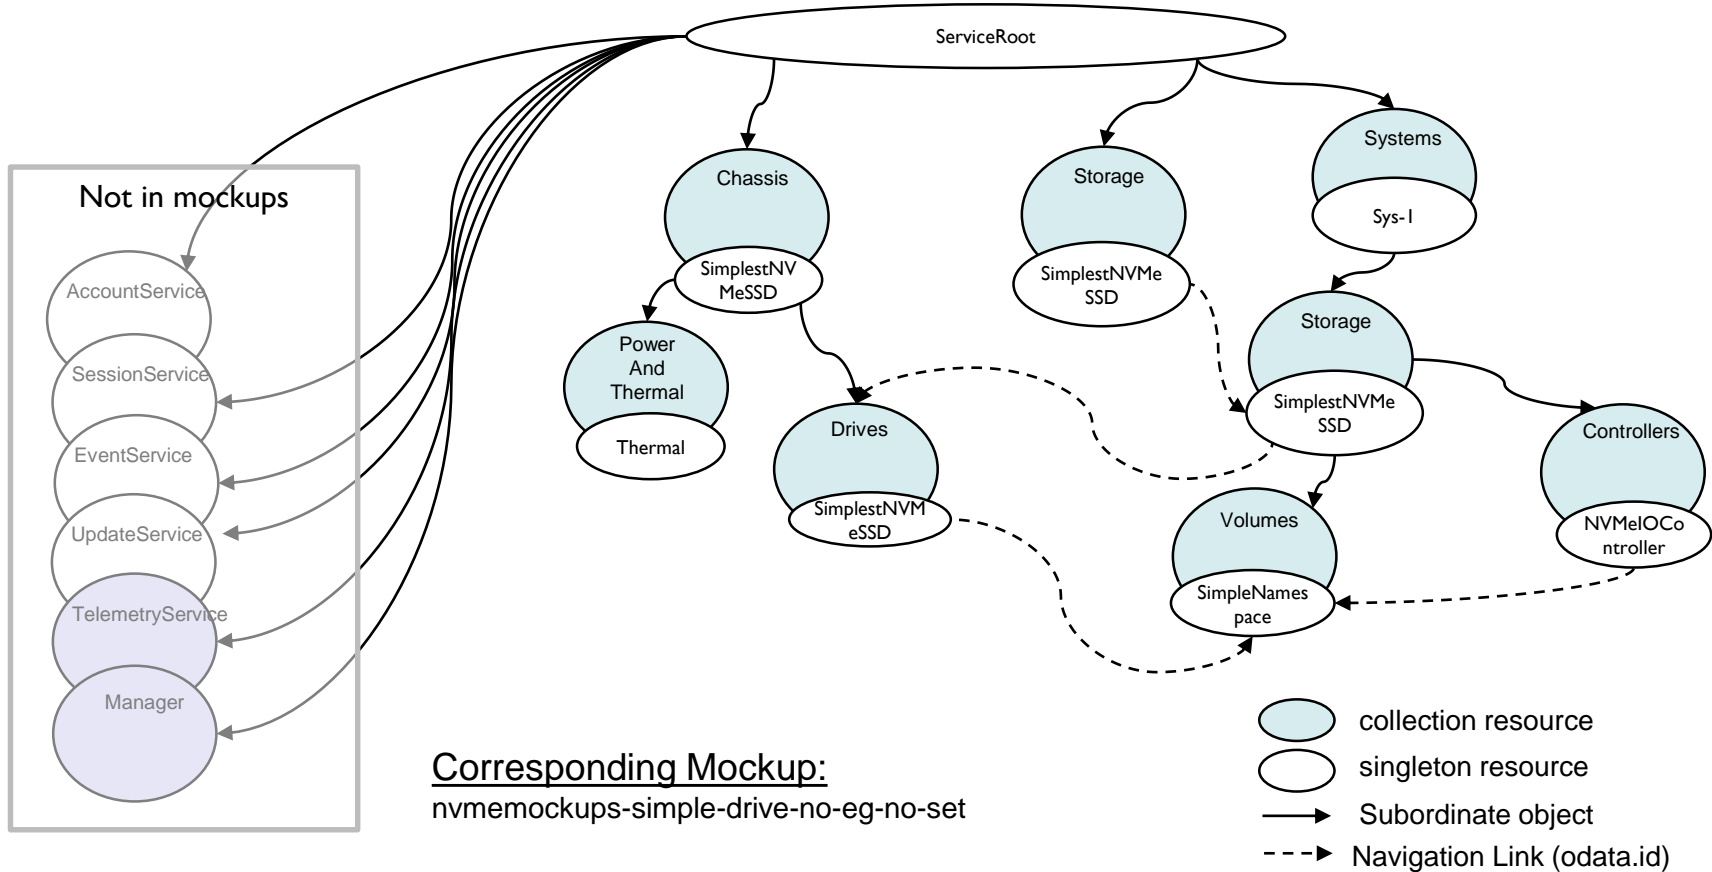 ServiceRoot
Not in mockups
AccountService
SessionService
EventService
UpdateService
TelemetryService
Manager
Chassis
SimplestNV
MeSSD
Power
And
Thermal
Thermal
Drives
SimplestNVM
eSSD
Storage
SimplestNVMe
SSD
Systems
Sys-1
Storage
SimplestNVMe
SSD
Controllers
NVMeIOCo
ntroller
Volumes
SimpleNames
pace
Corresponding Mockup:
nvmemockups-simple-drive-no-eg-no-set
collection resource
singleton resource
Subordinate object
Navigation Link (odata.id)